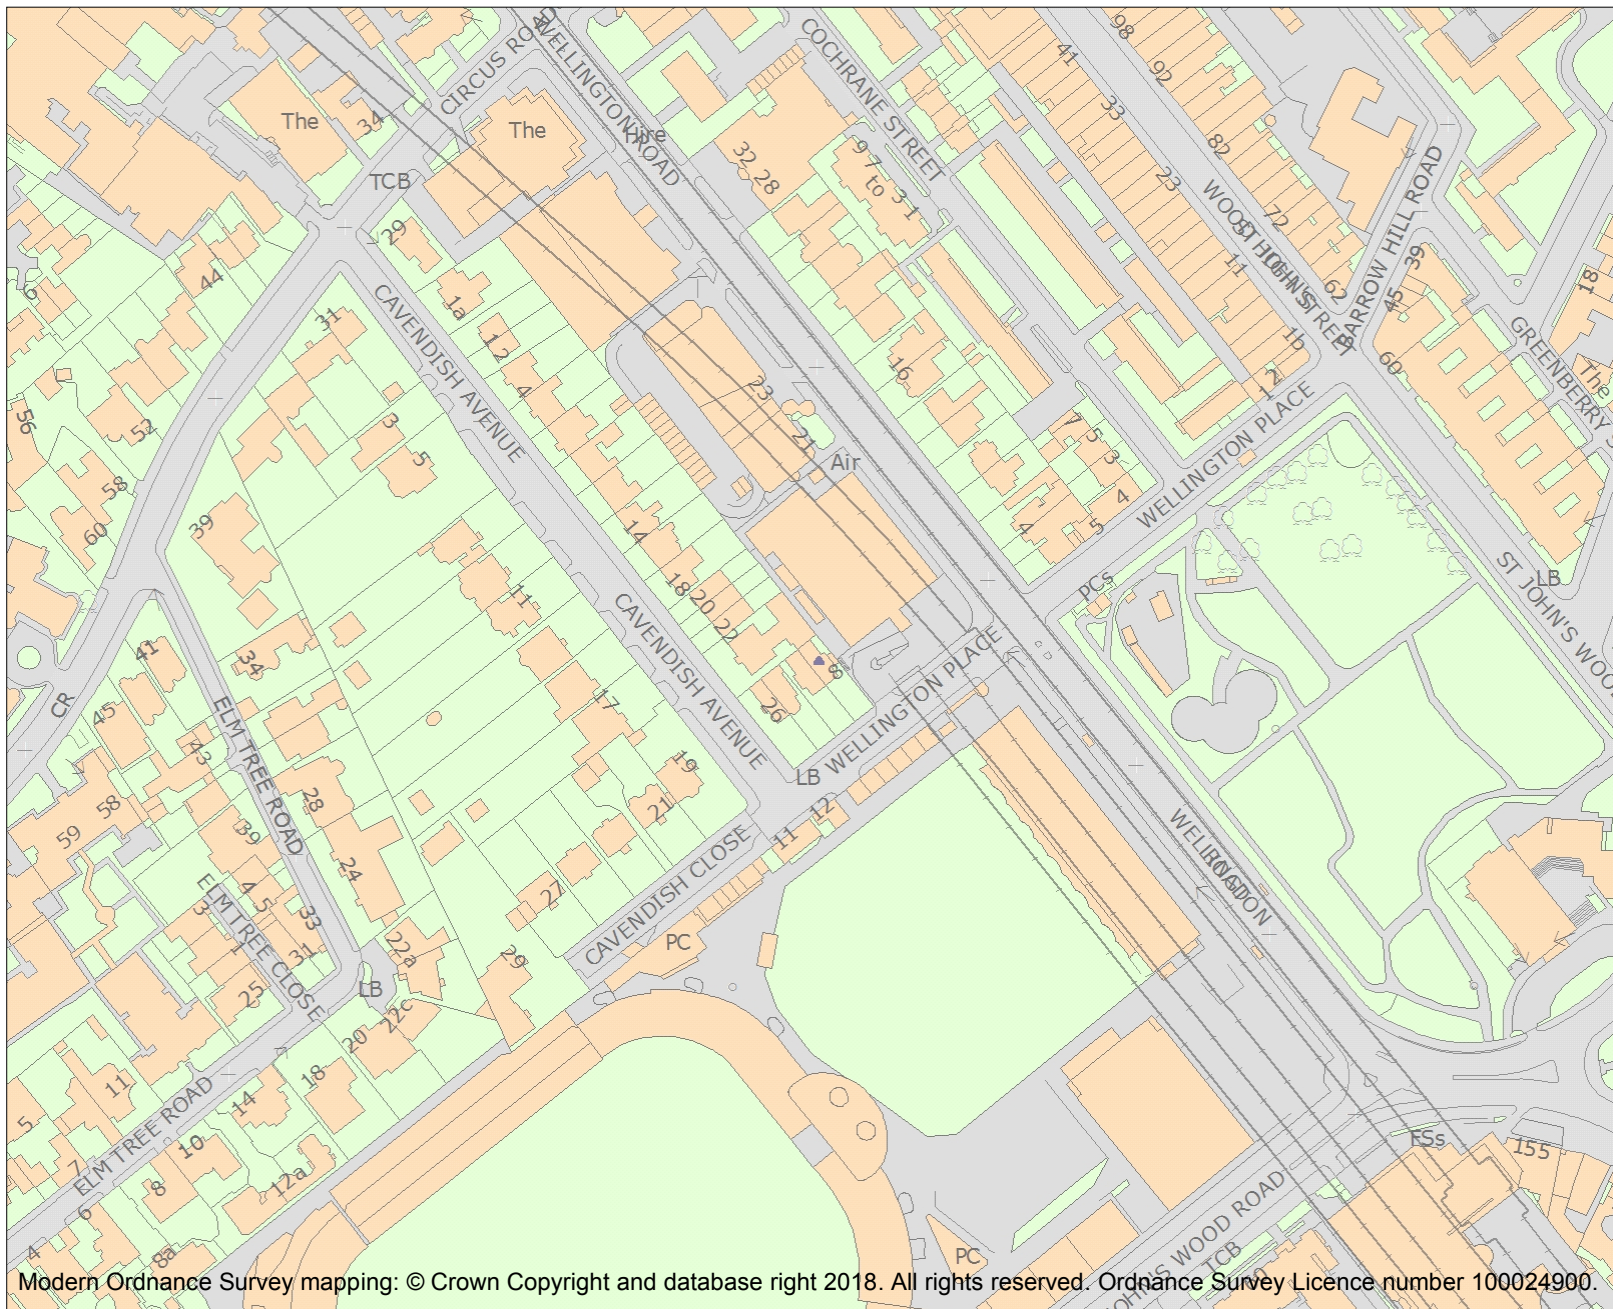 CIRCUS ROAD
WELLINGTON ROAD
COCHRANE STREET
98
41
92
33
82
The
34
The
Hire
32
28
9
7
to
3
1
23
WOOD HIGH STREET
ST JOHN'S
72
BARROW HILL ROAD
TCB
29
44
6
11
62
39
45
18
CAVENDISH AVENUE
1a
31
1
2
4
16
1b
60
GREENBERRY S
The
12
WELLINGTON PLACE
56
52
3
5
23
21
Air
7
5
3
4
5
4
58
60
39
14
11
18
20
22
PCs
LB
ST JOHN'S WOO
CAVENDISH AVENUE
41
34
CR
45
43
ELM TREE ROAD
17
26
8
WELLINGTON PLACE
LB
19
21
58
59
28
39
24
11
12
WELLINGTON
ROAD
CAVENDISH CLOSE
27
ELM TREE CLOSE
4
5
3
1
33
31
25
22a
29
PC
LB
22c
20
18
14
11
5
ELM TREE ROAD
7
10
8
6
12a
4
8a
FSs
155
JOHN'S WOOD ROAD
TCB
PC
Modern Ordnance Survey mapping: © Crown Copyright and database right 2018. All rights reserved. Ordnance Survey Licence number 100024900.